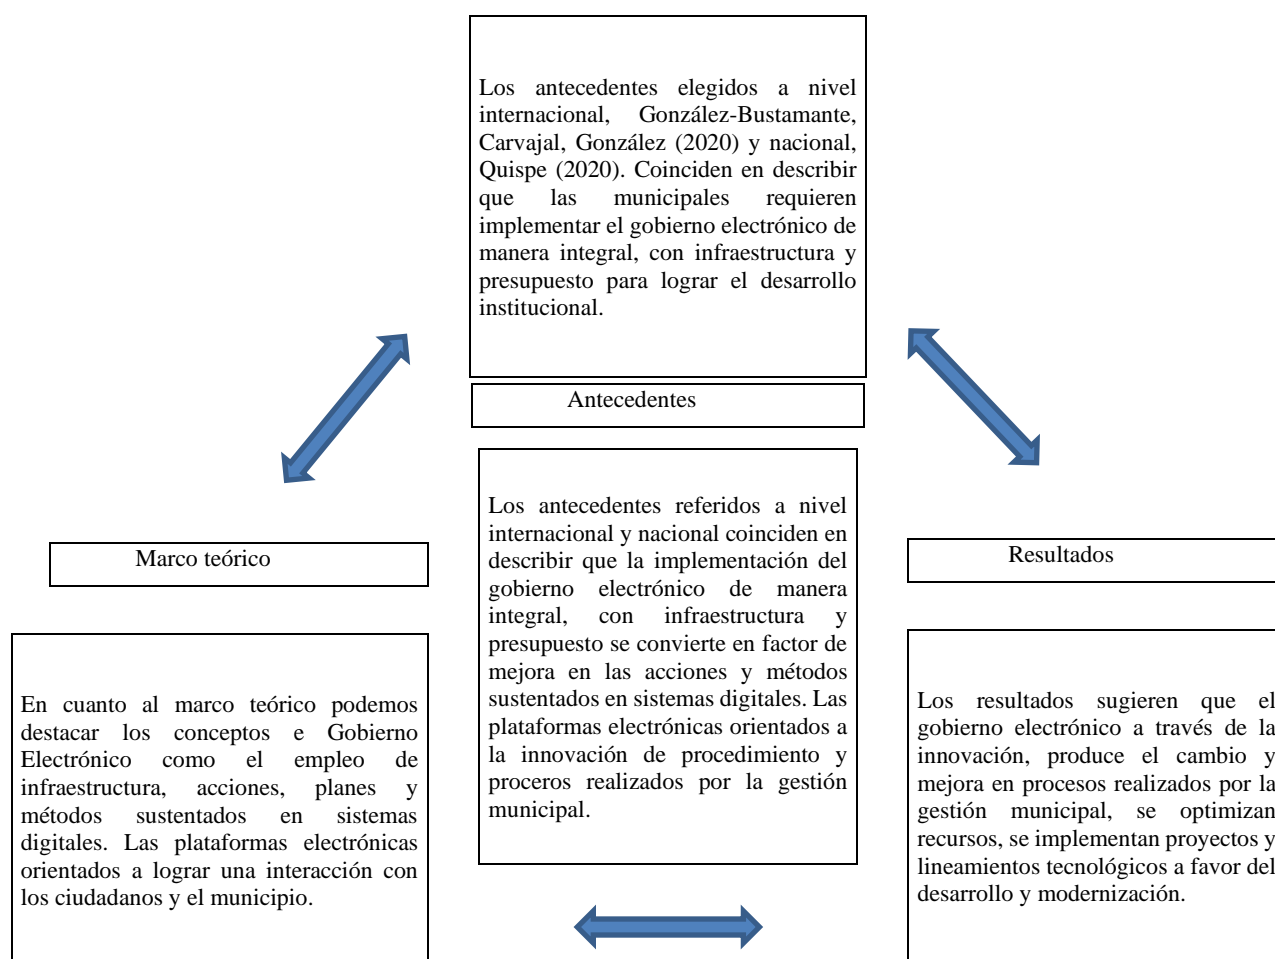 Los antecedentes elegidos a nivel
internacional, González-Bustamante,
Carvajal, González (2020) y nacional,
Quispe (2020). Coinciden en describir
que las municipales requieren
implementar el gobierno electrónico de
manera integral, con infraestructura y
presupuesto para lograr el desarrollo
institucional.
Antecedentes
Marco teórico
En cuanto al marco teórico podemos
destacar los conceptos e Gobierno
Electrónico como el empleo de
infraestructura, acciones, planes y
métodos sustentados en sistemas
digitales. Las plataformas electrónicas
orientados a lograr una interacción con
los ciudadanos y el municipio.
Los antecedentes referidos a nivel
internacional y nacional coinciden en
describir que la implementación del
gobierno electrónico de manera
integral, con infraestructura y
presupuesto se convierte en factor de
mejora en las acciones y métodos
sustentados en sistemas digitales. Las
plataformas electrónicas orientados a
la innovación de procedimiento y
proceros realizados por la gestión
municipal.
Resultados
Los resultados sugieren que el
gobierno electrónico a través de la
innovación, produce el cambio y
mejora en procesos realizados por la
gestión municipal, se optimizan
recursos, se implementan proyectos y
lineamientos tecnológicos a favor del
desarrollo y modernización.